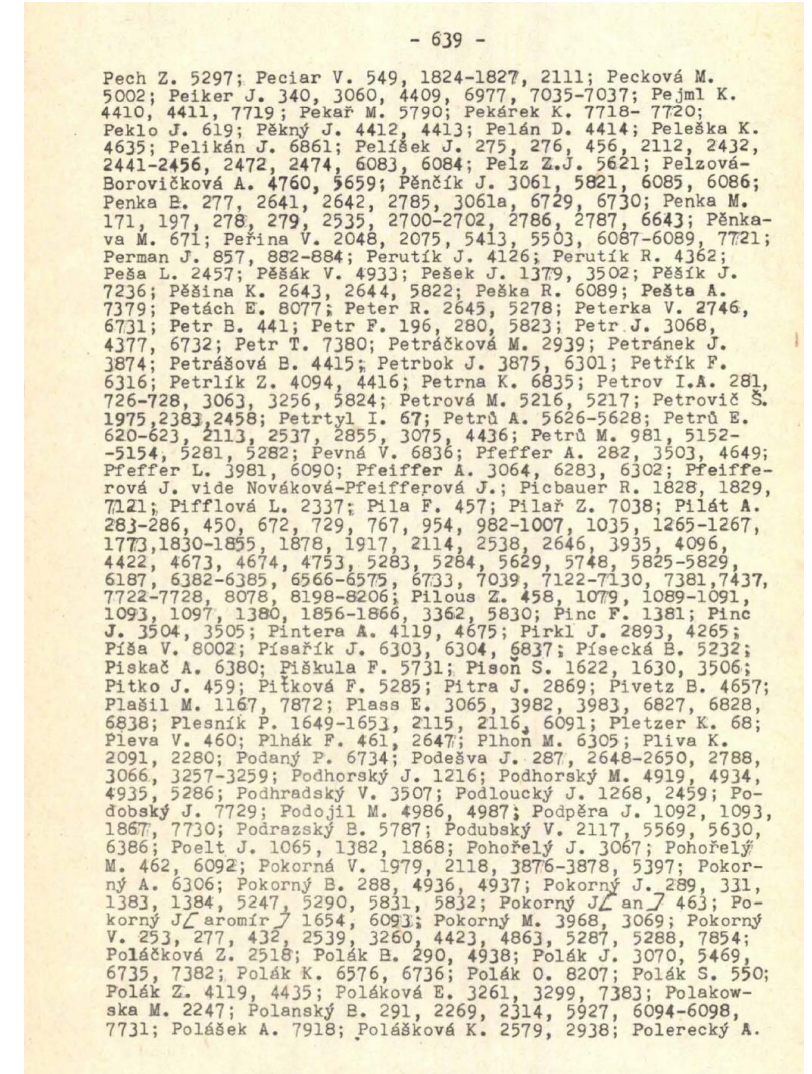 - 639 -
Pech Z. 5297; Peciar V. 549, 1824-1827, 2111; Pecková M.
5002; Peiker J. 340, 3060, 4409, 6977, 7035-7037; Pejml K.
4410, 4411, 7719; Pekař M. 5790; Pekárek K. 7718- 7720;
Peklo J. 619; Pěkný J. 4412, 4413; Pelán D. 4414; Peleška K.
4635; Pelikán J. 6861; Pelíšek J. 275, 276, 456, 2112, 2432,
2441-2456, 2472, 2474, 6083, 6084; Pelz Z.J. 5621; Pelzová-
Borovičková A. 4760, 5659; Pěnčík J. 3061, 5821, 6085, 6086;
Penka B. 277, 2641, 2642, 2785, 3061a, 6729, 6730; Penka M.
171, 197, 278, 279, 2535, 2700-2702, 2786, 2787, 6643; Pěnka-
va M. 671; Peřina V. 2048, 2075, 5413, 5503, 6087-6089, 7721;
Perman J. 857, 882-884; Perutík J. 4126; Perutík R. 4362;
Peša L. 2457; Pěšák V. 4933; Pešek J. 1379, 3502; Pěšík J.
7236; Pěšina K. 2643, 2644, 5822; Peška R. 6089; Pešta A.
7379; Petách E. 8077; Peter R. 2645, 5278; Peterka V. 2746,
6731; Petr B. 441; Petr F. 196, 280, 5823; Petr J. 3068,
4377, 6732; Petr T. 7380; Petráčková M. 2939; Petránek J.
3874; Petrášová B. 4415; Petrbok J. 3875, 6301; Petřík F.
6316; Petrlík Z. 4094, 4416; Petrna K. 6835; Petrov I.A. 281,
726-728, 3063, 3256, 5824; Petrová M. 5216, 5217; Petrovič Š.
1975,2383,2458; Petrtyl I. 67; Petrů A. 5626-5628; Petrů E.
620-623, 2113, 2537, 2855, 3075, 4436; Petrů M. 981, 5152-
-5154, 5281, 5282; Pevná V. 6836; Pfeffer A. 282, 3503, 4649;
Pfeffer L. 3981, 6090; Pfeiffer A. 3064, 6283, 6302; Pfeiffe-
rová J. vide Nováková-Pfeifferová J.; Picbauer R. 1828, 1829,
7121; Pifflová L. 2337; Pila F. 457; Pilař Z. 7038; Pilát A.
283-286, 450, 672, 729, 767, 954, 982-1007, 1035, 1265-1267,
1773,1830-1855, 1878, 1917, 2114, 2538, 2646, 3935, 4096,
4422, 4673, 4674, 4753, 5283, 5284, 5629, 5748, 5825-5829,
6187, 6382-6385, 6566-6575, 6733, 7039, 7122-7130, 7381,7437,
7722-7728, 8078, 8198-8206; Pilous Z. 458, 1079, 1089-1091,
1093, 1097, 1380, 1856-1866, 3362, 5830; Pinc F. 1381; Pinc
J. 3504, 3505; Pintera A. 4119, 4675; Pirkl J. 2893, 4265;
Píša V. 8002; Písařík J. 6303, 6304, 6837; Písecká B. 5232;
Piskač A. 6380; Piškula F. 5731; Pisoň S. 1622, 1630, 3506;
Pitko J. 459; Piťková F. 5285; Pitra J. 2869; Pivetz B. 4657;
Plašil M. 1167, 7872; Plass E. 3065, 3982, 3983, 6827, 6828,
6838; Plesník P. 1649-1653, 2115, 2116, 6091; Pletzer K. 68;
Pleva V. 460; Plhák F. 461, 2647; Plhoň M. 6305; Pliva K.
2091, 2280; Podaný P. 6734; Podešva J. 287, 2648-2650, 2788,
3066, 3257-3259; Podhorský J. 1216; Podhorský M. 4919, 4934,
4935, 5286; Podhradský V. 3507; Podloucký J. 1268, 2459; Po-
dobský J. 7729; Podojil M. 4986, 4987; Podpěra J. 1092, 1093,
1867, 7730; Podrazský B. 5787; Podubský V. 2117, 5569, 5630,
6386; Poelt J. 1065, 1382, 1868; Pohořelý J. 3067; Pohořelý
M. 462, 6092; Pokorná V. 1979, 2118, 3876-3878, 5397; Pokor-
ný A. 6306; Pokorný B. 288, 4936, 4937; Pokorný J. 289, 331,
1383, 1384, 5247, 5290, 5831, 5832; Pokorný J[ an ] 463; Po-
korný J[ aromír ] 1654, 6093; Pokorný M. 3968, 3069; Pokorný
V. 253, 277, 432, 2539, 3260, 4423, 4863, 5287, 5288, 7854;
Poláčková Z. 2518; Polák B. 290, 4938; Polák J. 3070, 5469,
6735, 7382; Polák K. 6576, 6736; Polák O. 8207; Polák S. 550;
Polák Z. 4119, 4435; Poláková E. 3261, 3299, 7383; Polakow-
ska M. 2247; Polanský B. 291, 2269, 2314, 5927, 6094-6098,
7731; Polášek A. 7918; Polášková K. 2579, 2938; Polerecký A.